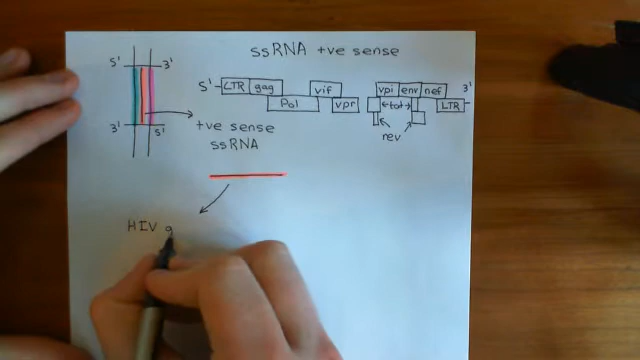 ssRNA +ve sense
5' 3'
5' LTR gag vif vpi env nef 3'
Pol vpr tat LTR
rev
3' 5'
+ve sense
ssRNA
HIV g